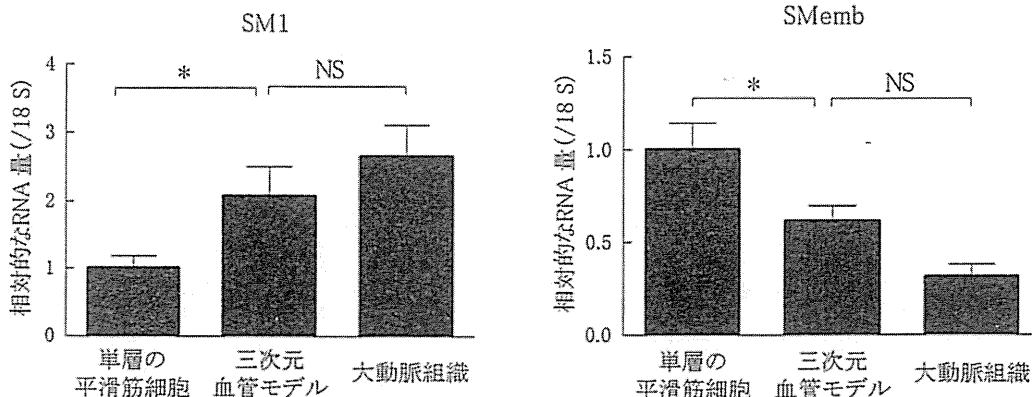 SM1
相対的なRNA 量(/18 S)
4
3
2
1
0
*
NS
単層の
平滑筋細胞
三次元
血管モデル
大動脈組織
SMemb
相対的なRNA 量(/18 S)
1.5
1.0
0.5
0.0
*
NS
単層の
平滑筋細胞
三次元
血管モデル
大動脈組織